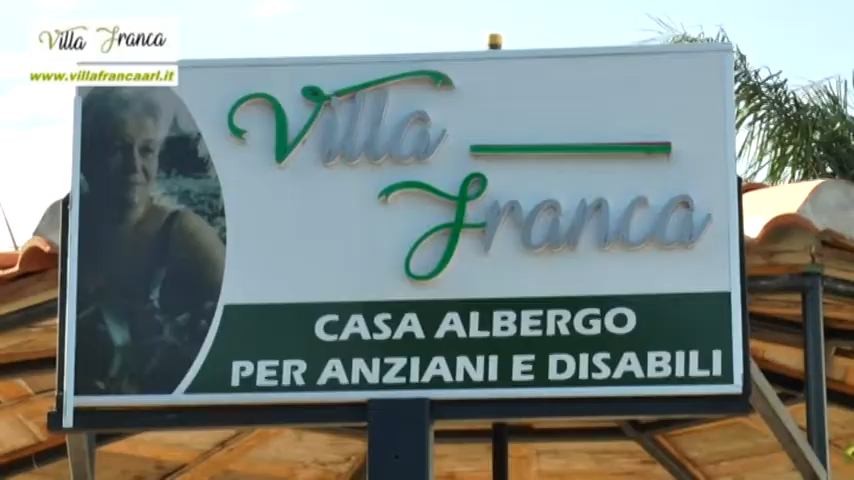 Villa Franca
www.villafrancaarl.it
Villa
Franca
CASA ALBERGO
PER ANZIANI E DISABILI